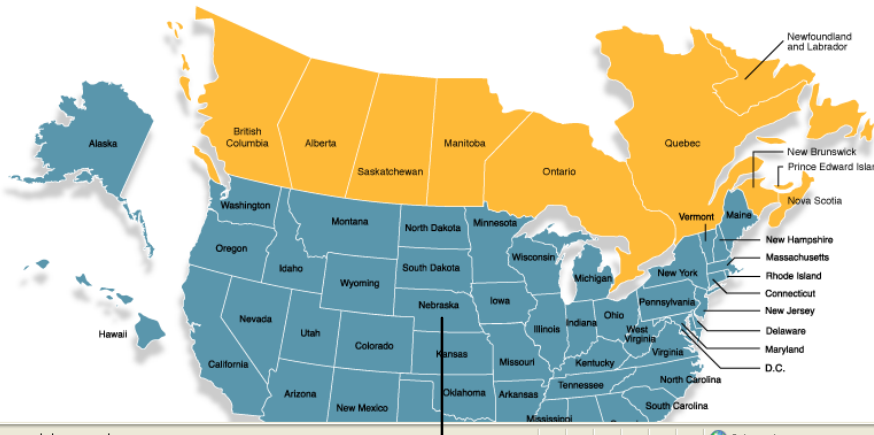 Newfoundland
and Labrador
Alaska
British
Columbia
Alberta
Saskatchewan
Manitoba
Ontario
Quebec
New Brunswick
Prince Edward Islan
Nova Scotia
Washington
Montana
North Dakota
Minnesota
Vermont
Maine
Oregon
Idaho
Wyoming
South Dakota
Wisconsin
Michigan
New York
New Hampshire
Massachusetts
Rhode Island
Connecticut
New Jersey
Delaware
Maryland
D.C.
Hawaii
Nevada
Utah
Colorado
Nebraska
Iowa
Illinois
Indiana
Ohio
Pennsylvania
West
Virginia
Virginia
California
Arizona
New Mexico
Kansas
Oklahoma
Missouri
Arkansas
Kentucky
Tennessee
Mississippi
North Carolina
South Carolina